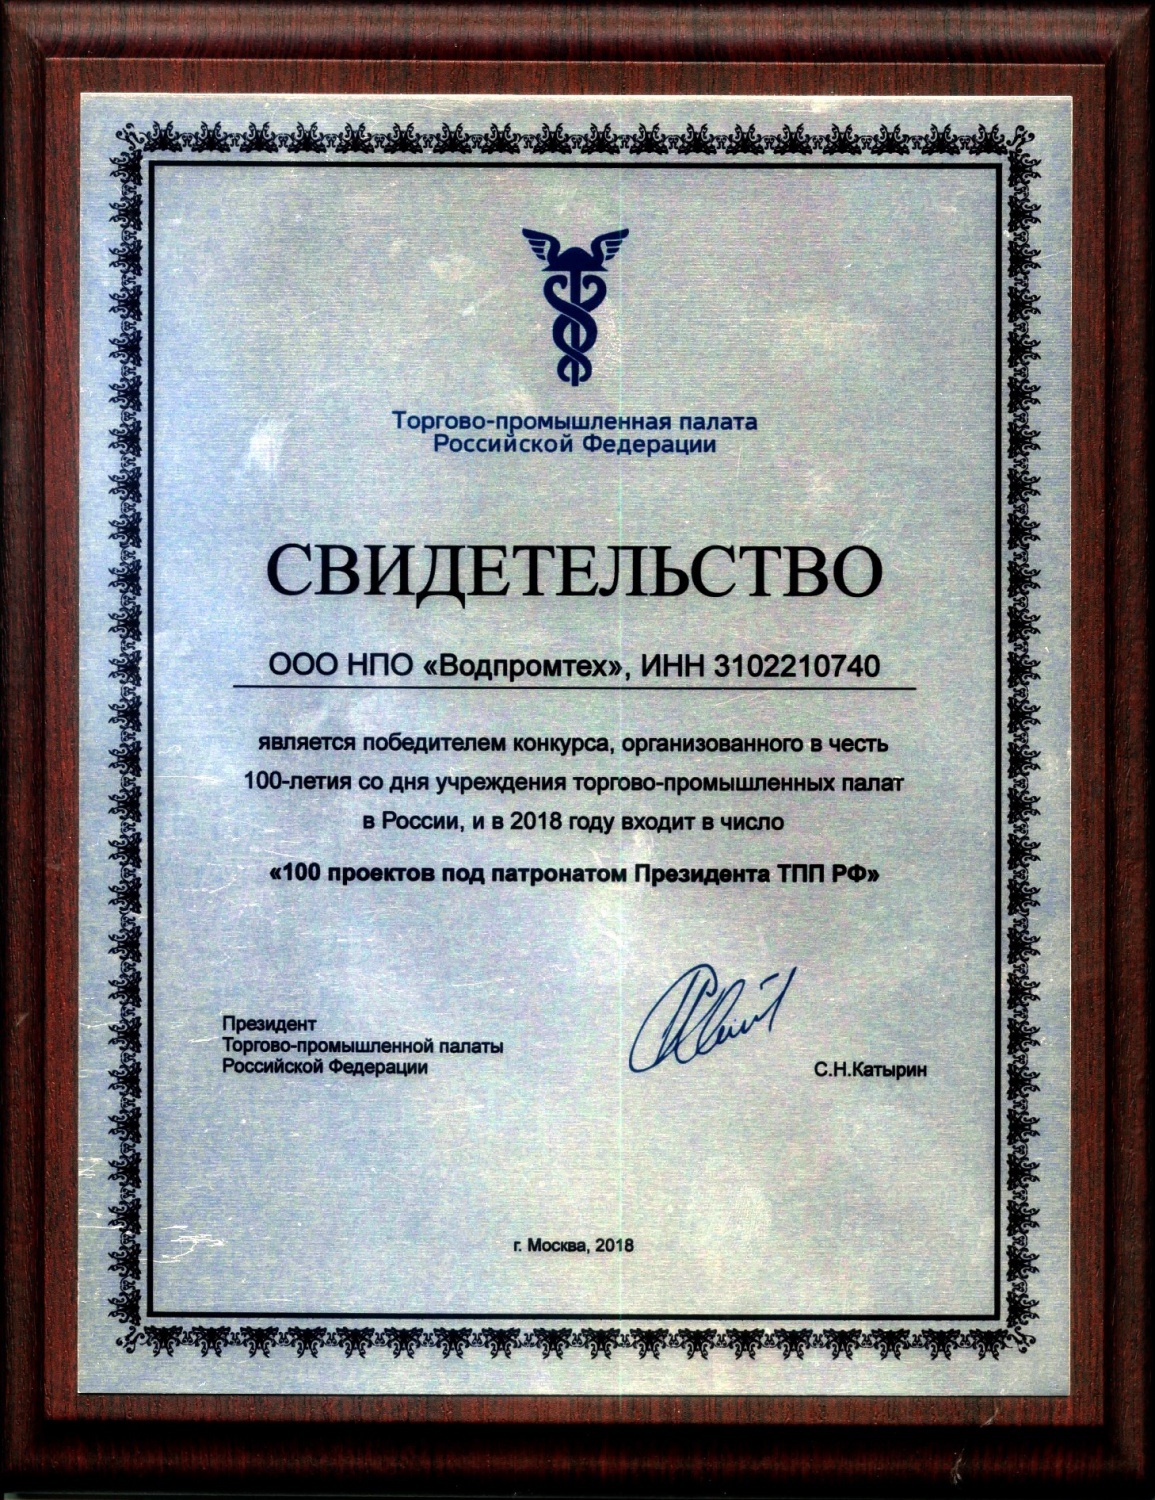 Торгово-промышленная палата
Российской Федерации
СВИДЕТЕЛЬСТВО
ООО НПО «Водпромтех», ИНН 3102210740
является победителем конкурса, организованного в честь
100-летия со дня учреждения торгово-промышленных палат
в России, и в 2018 году входит в число
«100 проектов под патронатом Президента ТПП РФ»
Президент
Торгово-промышленной палаты
Российской Федерации
С.Н.Катырин
г. Москва, 2018